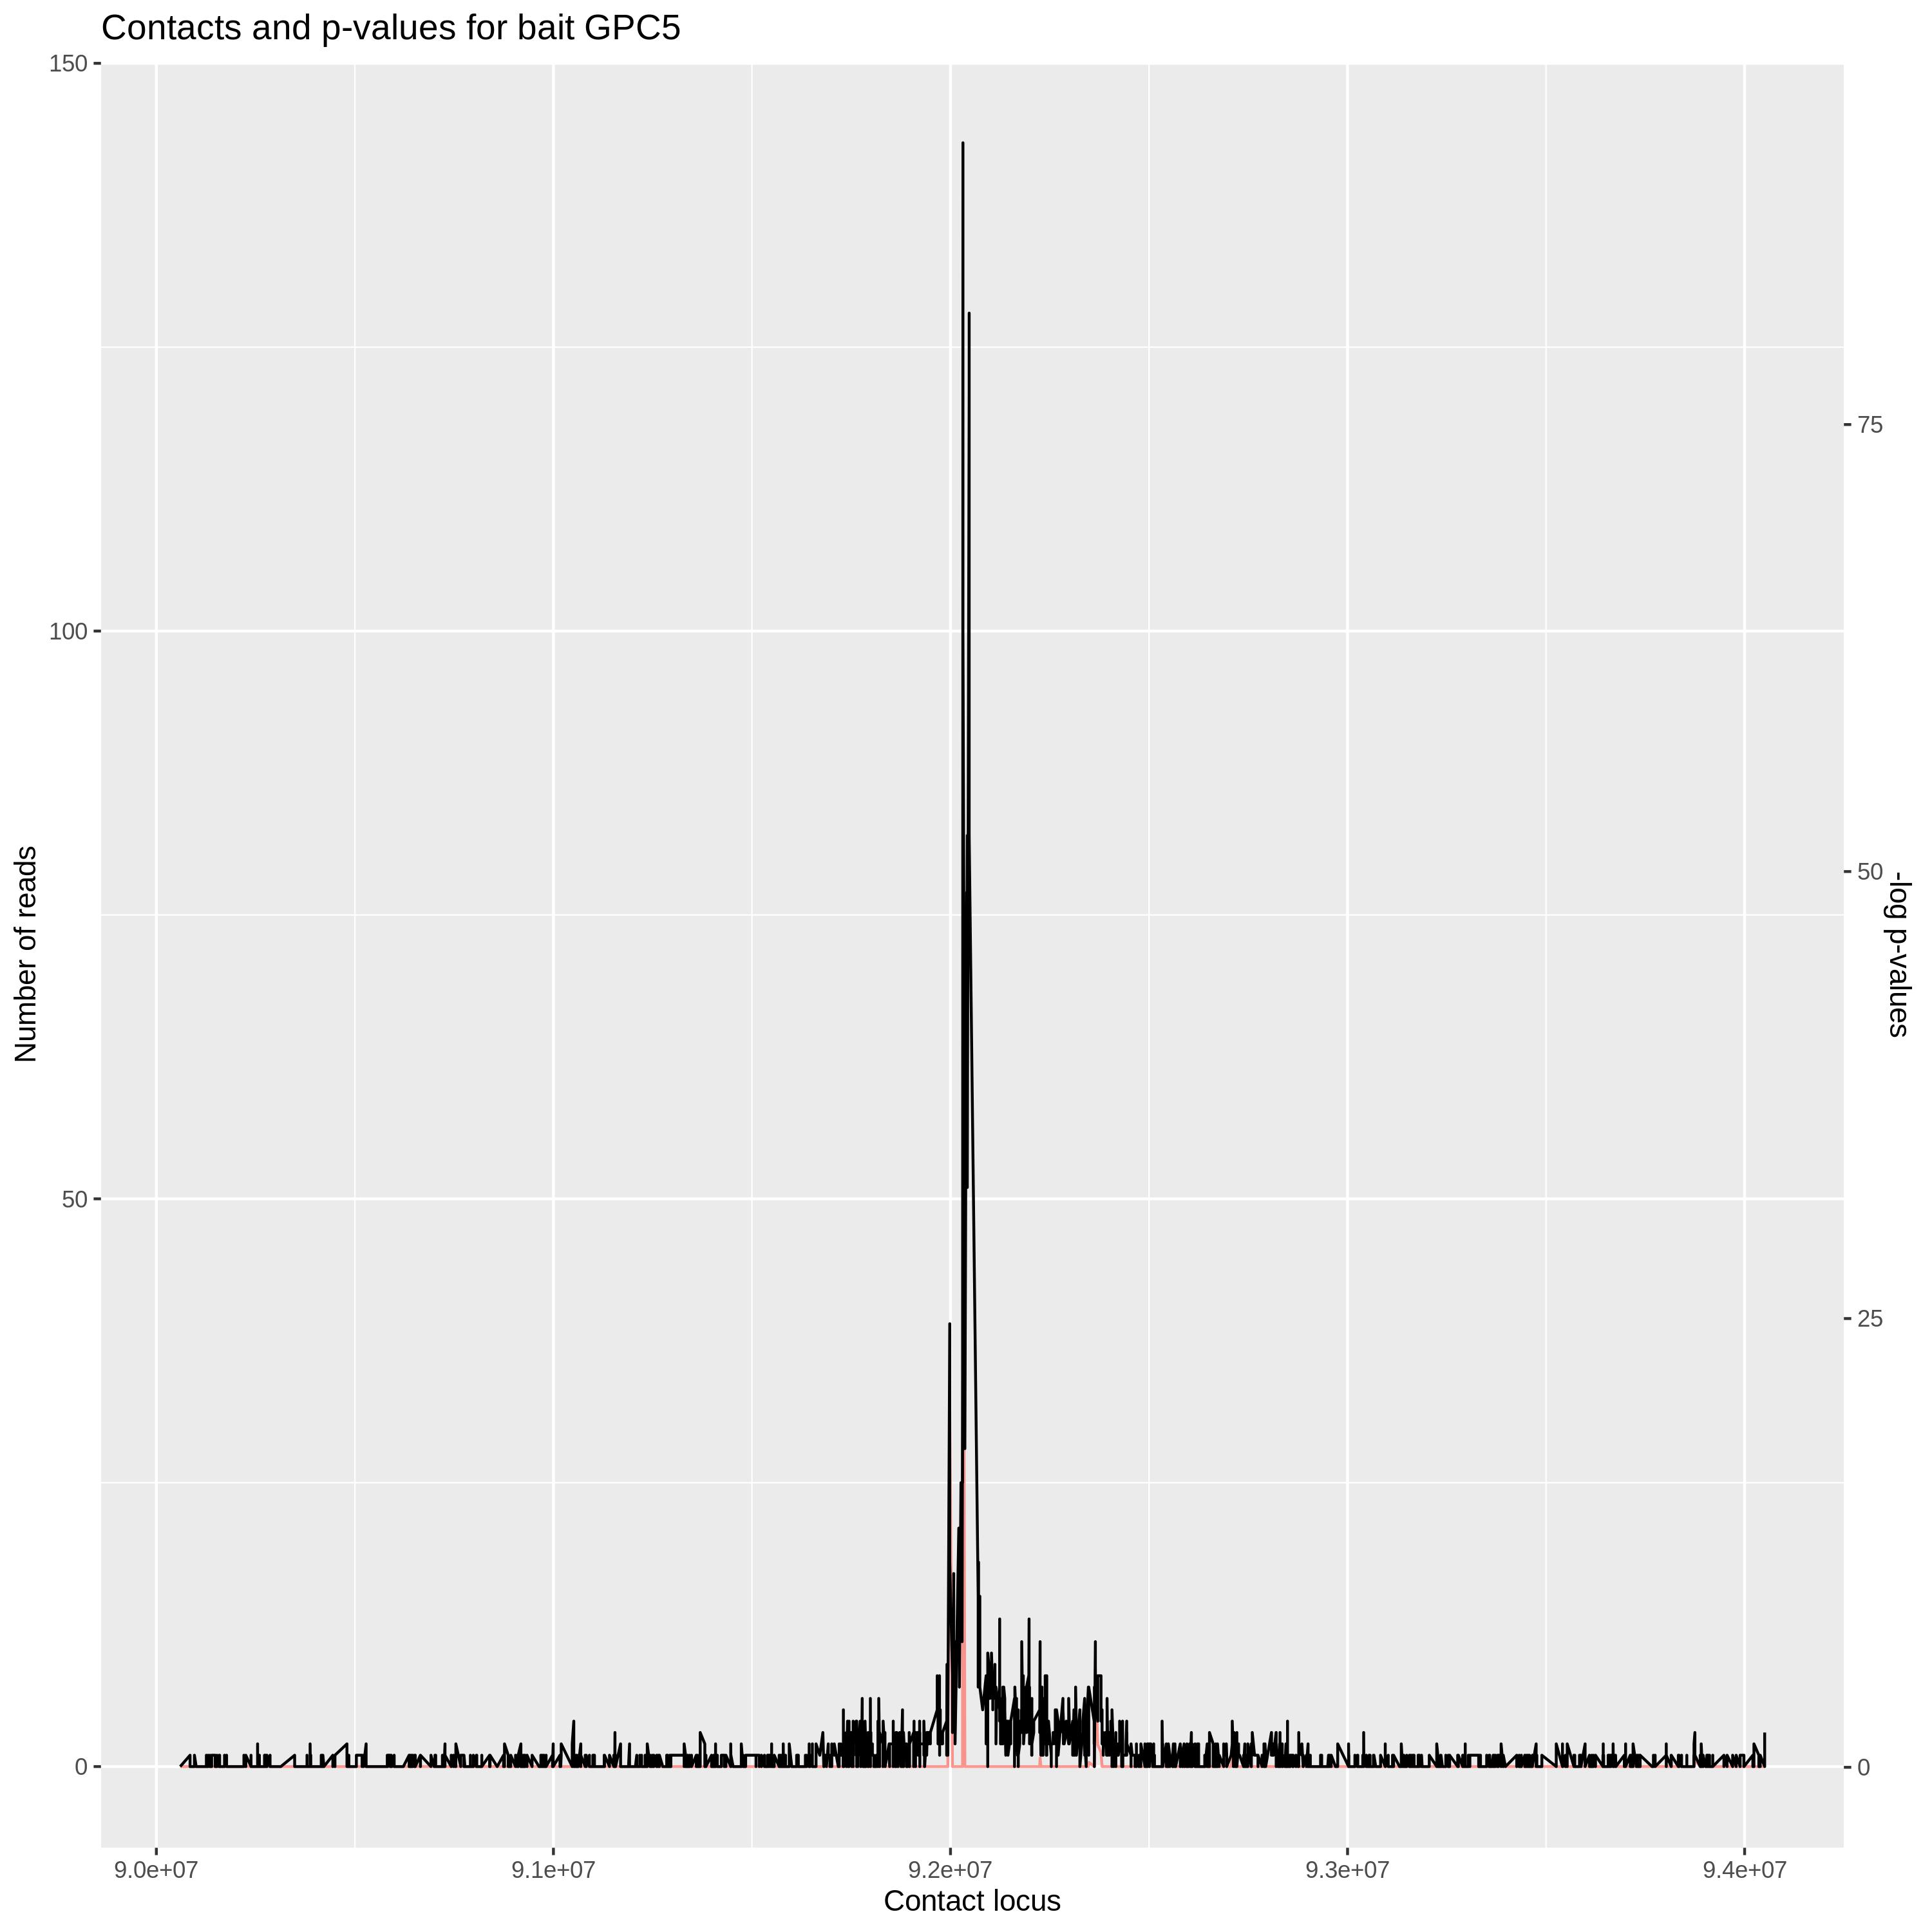 Contacts and p-values for bait GPC5
150
100
50
0
Number of reads
75
50
25
0
-log p-values
9.0e+07
9.1e+07
9.2e+07
9.3e+07
9.4e+07
Contact locus